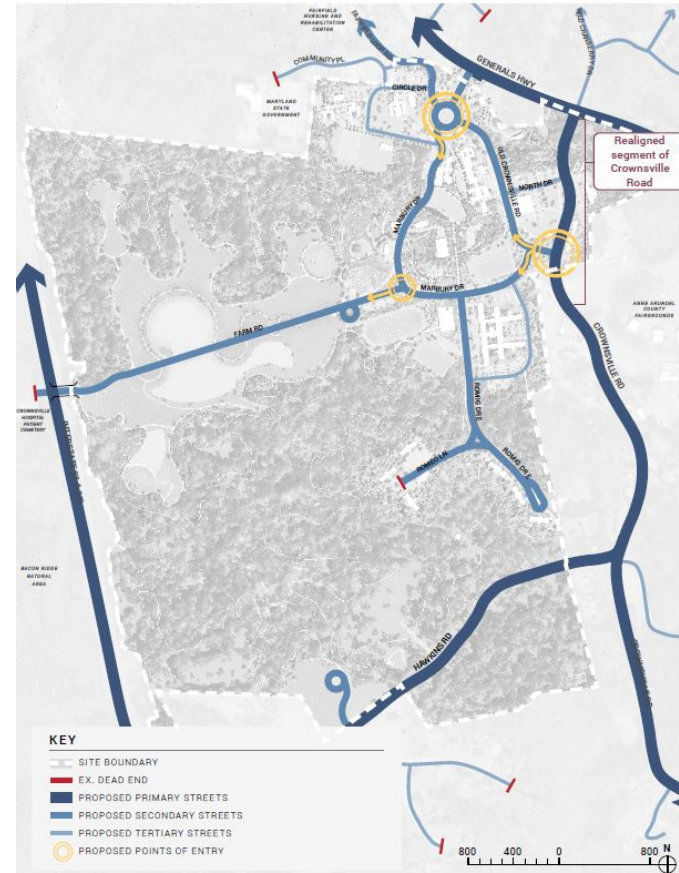 FAIRFIELD
NURSING AND
REHABILITATION
CENTER
COMMUNITY PL
MARYLAND
STATE
GOVERNMENT
CIRCLE DR
GENERALS HWY
Realigned
segment of
Crownsville
Road
OLD CROWNSVILLE RD
NORTH DR
MARBURY DR
MARBURY DR
FARM RD
ANNE ARUNDEL
COUNTY
FAIRGROUNDS
CROWNSVILLE RD
CROWNSVILLE
HOSPITAL
PATIENT
CEMETERY
ROMIG DR E
ROMEO LN
ROMIG DR E
BACON RIDGE
NATURAL
AREA
HAWKINS RD
KEY
SITE BOUNDARY
EX. DEAD END
PROPOSED PRIMARY STREETS
PROPOSED SECONDARY STREETS
PROPOSED TERTIARY STREETS
PROPOSED POINTS OF ENTRY
800 400 0 800
N